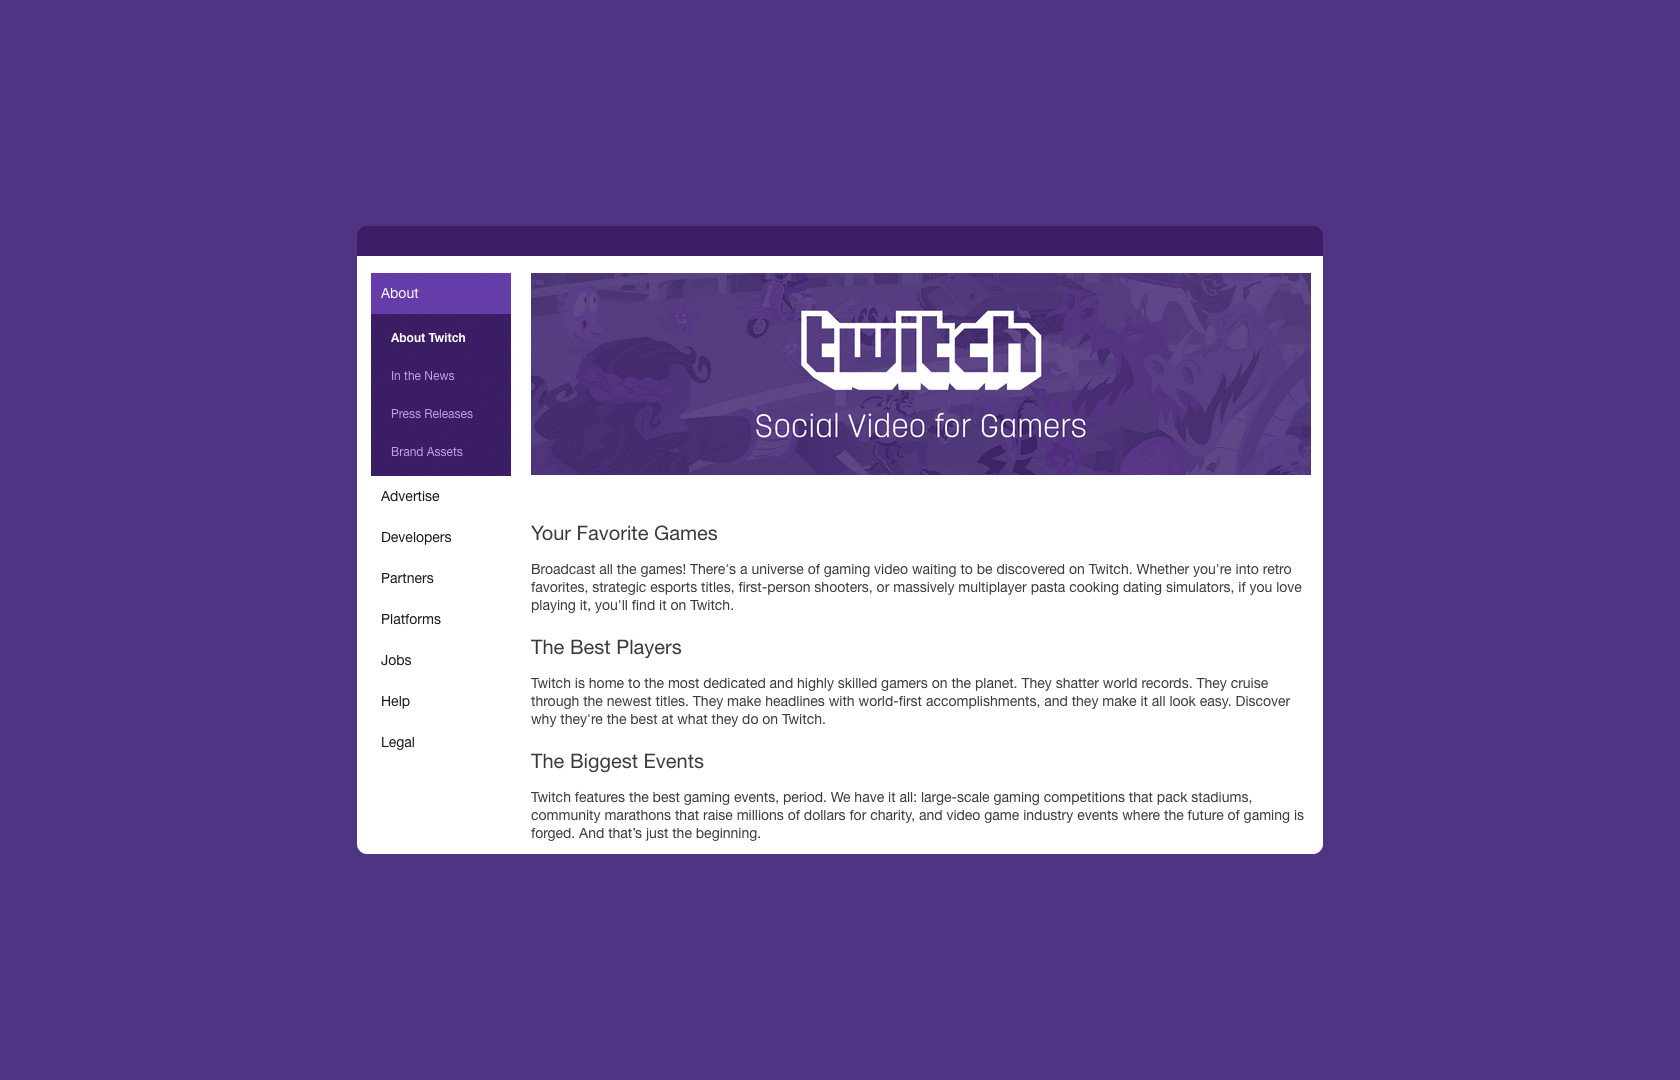 About
About Twitch
In the News
Press Releases
Brand Assets
Advertise
Developers
Partners
Platforms
Jobs
Help
Legal
twitch
Social Video for Gamers
Your Favorite Games
Broadcast all the games! There's a universe of gaming video waiting to be discovered on Twitch. Whether you're into retro
favorites, strategic esports titles, first-person shooters, or massively multiplayer pasta cooking dating simulators, if you love
playing it, you'll find it on Twitch.
The Best Players
Twitch is home to the most dedicated and highly skilled gamers on the planet. They shatter world records. They cruise
through the newest titles. They make headlines with world-first accomplishments, and they make it all look easy. Discover
why they're the best at what they do on Twitch.
The Biggest Events
Twitch features the best gaming events, period. We have it all: large-scale gaming competitions that pack stadiums,
community marathons that raise millions of dollars for charity, and video game industry events where the future of gaming is
forged. And that’s just the beginning.